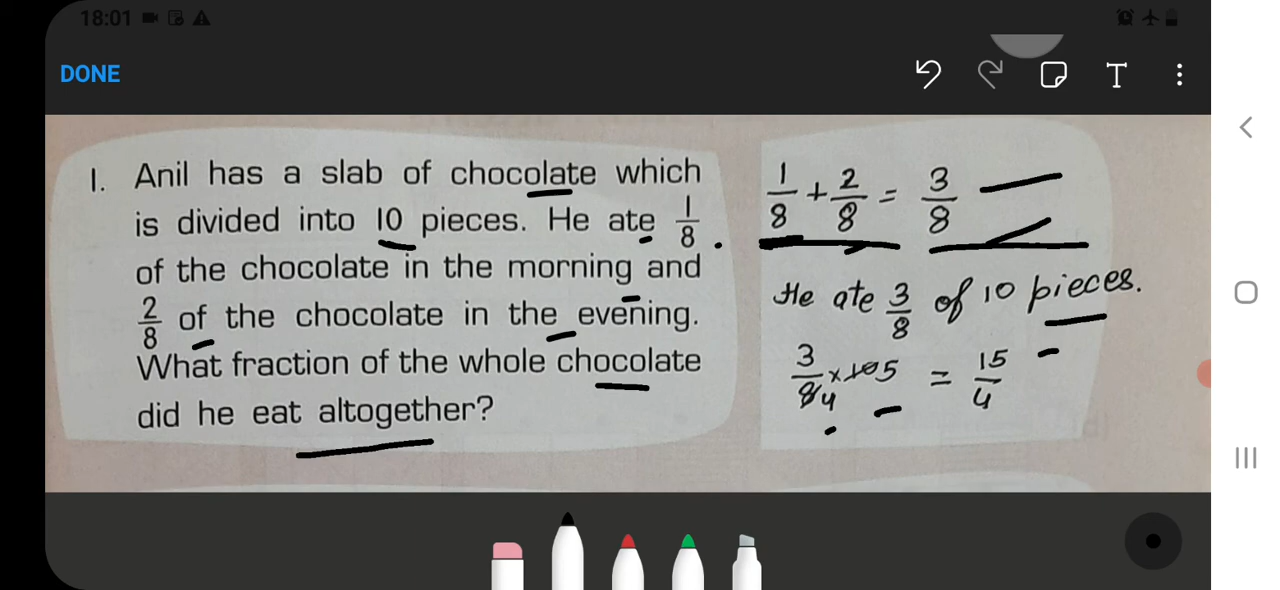 18:01
DONE
T
1. Anil has a slab of chocolate which
is divided into 10 pieces. He ate 1/8
of the chocolate in the morning and
2/8 of the chocolate in the evening.
What fraction of the whole chocolate
did he eat altogether?
1/8 + 2/8 = 3/8
He ate 3/8 of 10 pieces.
3/8 4 × 10 5 = 15/4